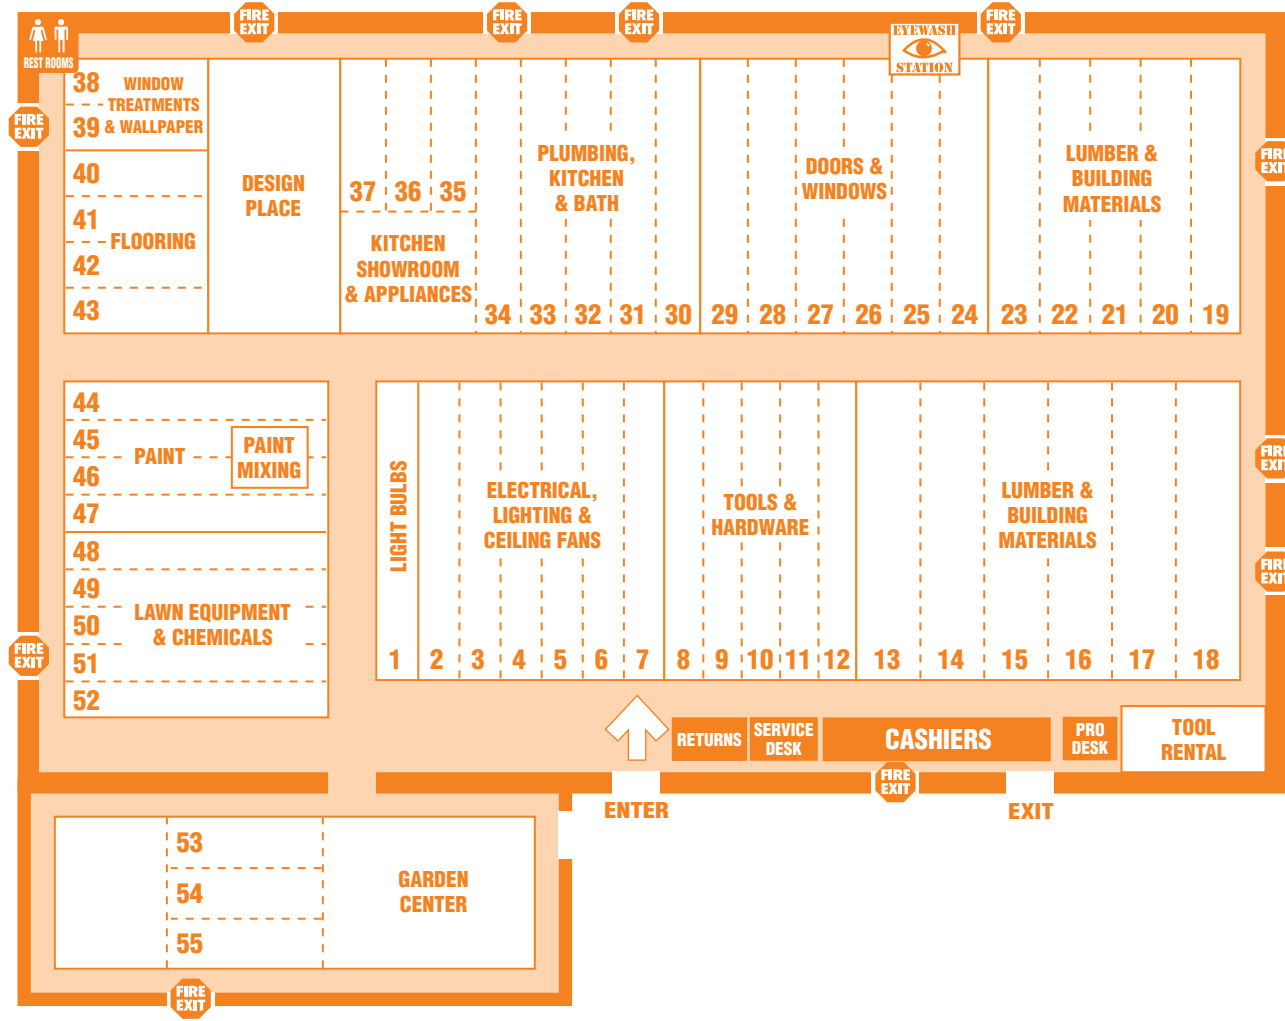 FIRE
EXIT
FIRE
EXIT
FIRE
EXIT
FIRE
EXIT
REST ROOMS
EYEWASH
STATION
38 WINDOW
TREATMENTS
39 & WALLPAPER
FIRE
EXIT
40
41
FLOORING
42
43
DESIGN
PLACE
37 36 35
KITCHEN
SHOWROOM
& APPLIANCES
PLUMBING,
KITCHEN
& BATH
34 33 32 31 30
DOORS &
WINDOWS
29 28 27 26 25 24
LUMBER &
BUILDING
MATERIALS
23 22 21 20 19
FIRE
EXIT
44
45
PAINT
46
47
PAINT
MIXING
48
49
LAWN EQUIPMENT
50
& CHEMICALS
51
52
FIRE
EXIT
LIGHT BULBS
1
ELECTRICAL,
LIGHTING &
CEILING FANS
2 3 4 5 6 7
TOOLS &
HARDWARE
8 9 10 11 12
LUMBER &
BUILDING
MATERIALS
13 14 15 16 17 18
FIRE
EXIT
FIRE
EXIT
RETURNS
SERVICE
DESK
CASHIERS
PRO
DESK
TOOL
RENTAL
FIRE
EXIT
ENTER
EXIT
53
54
55
GARDEN
CENTER
FIRE
EXIT